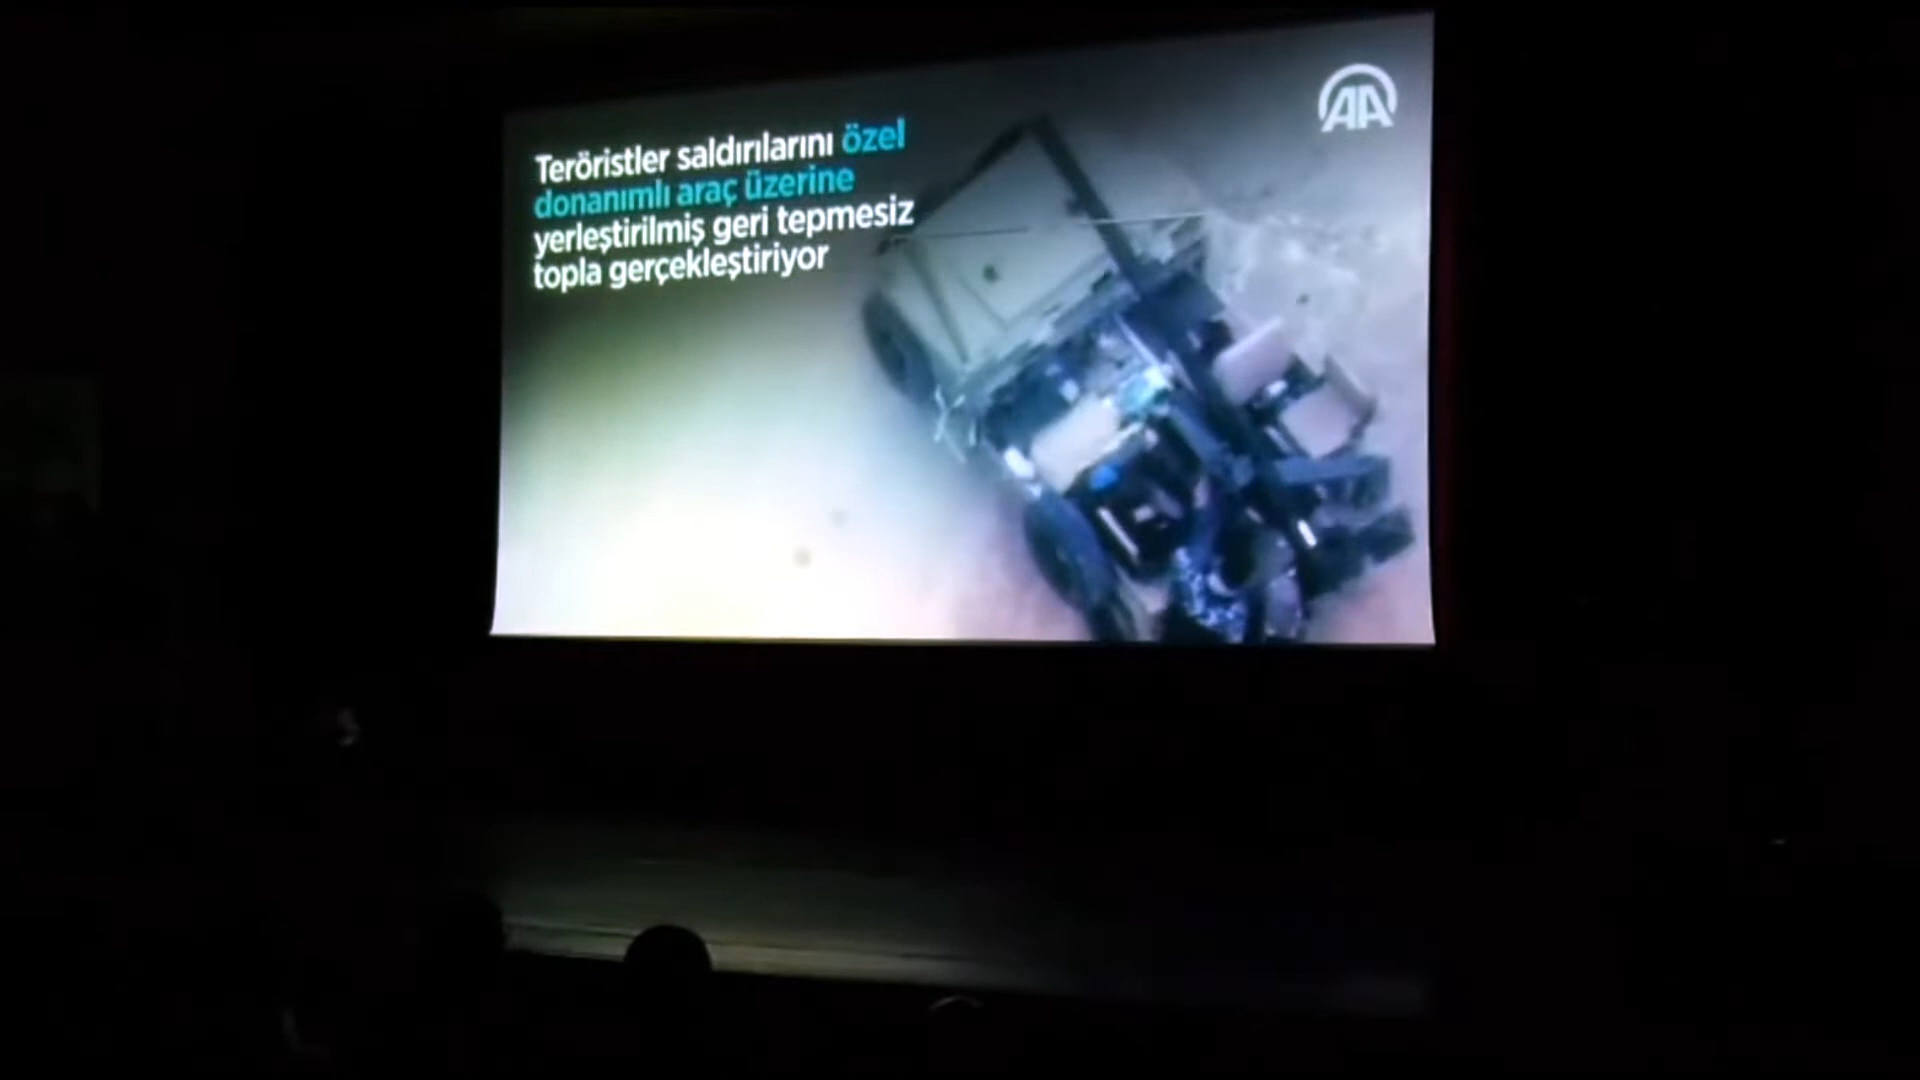 AA
Teröristler saldırılarını özel
donanımlı araç üzerine
yerleştirilmiş geri tepmesiz
topla gerçekleştiriyor